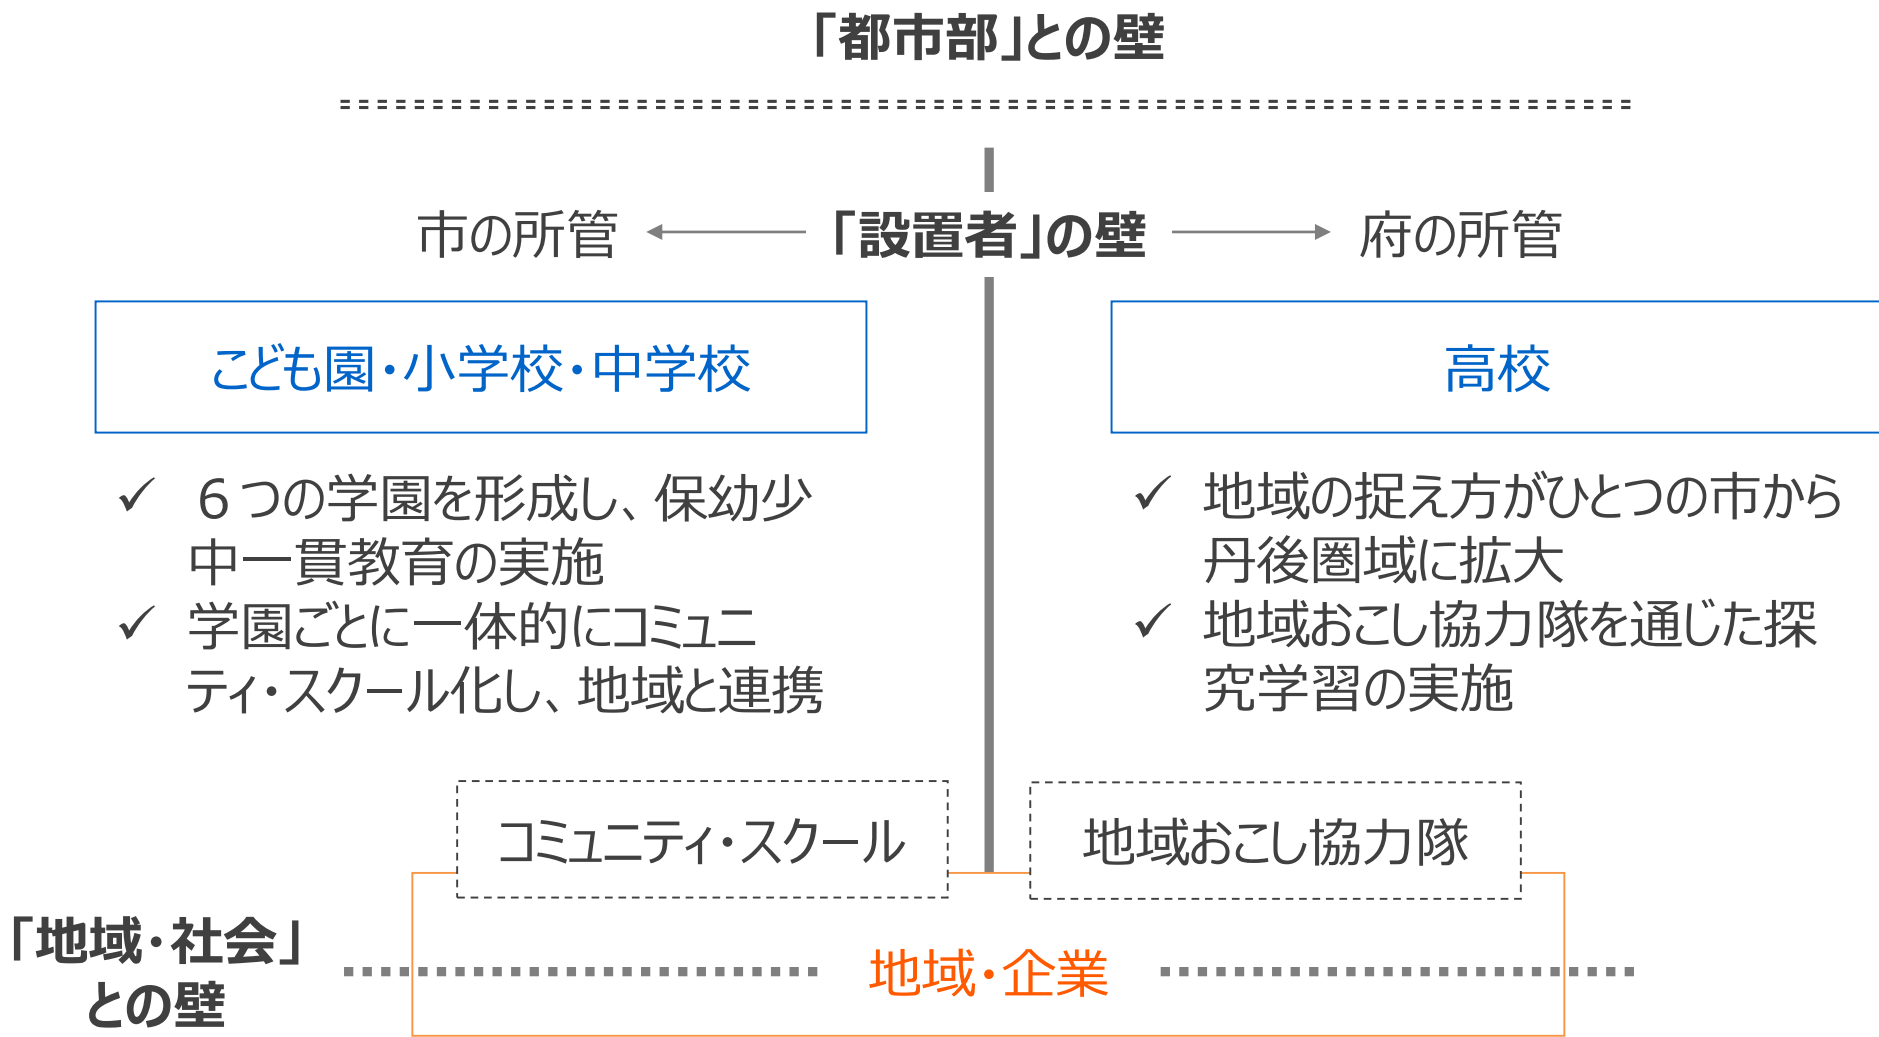 「都市部」との壁
市の所管
「設置者」の壁
府の所管
こども園・小学校・中学校
✓ ６つの学園を形成し、保幼少
中一貫教育の実施
✓ 学園ごとに一体的にコミュニ
ティ・スクール化し、地域と連携
高校
✓ 地域の捉え方がひとつの市から
丹後圏域に拡大
✓ 地域おこし協力隊を通じた探
究学習の実施
コミュニティ・スクール
地域おこし協力隊
「地域・社会」
との壁
地域・企業